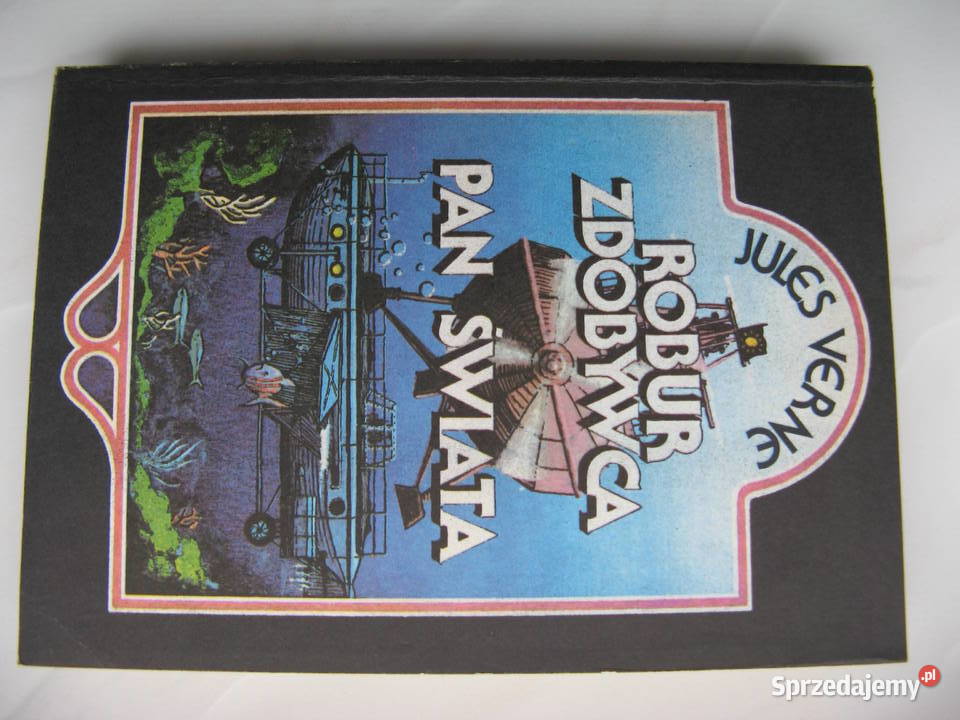 JULES VERNE
ROBUR
ZDOBYWCA
PAN ŚWIATA
Sprzedajemy.pl